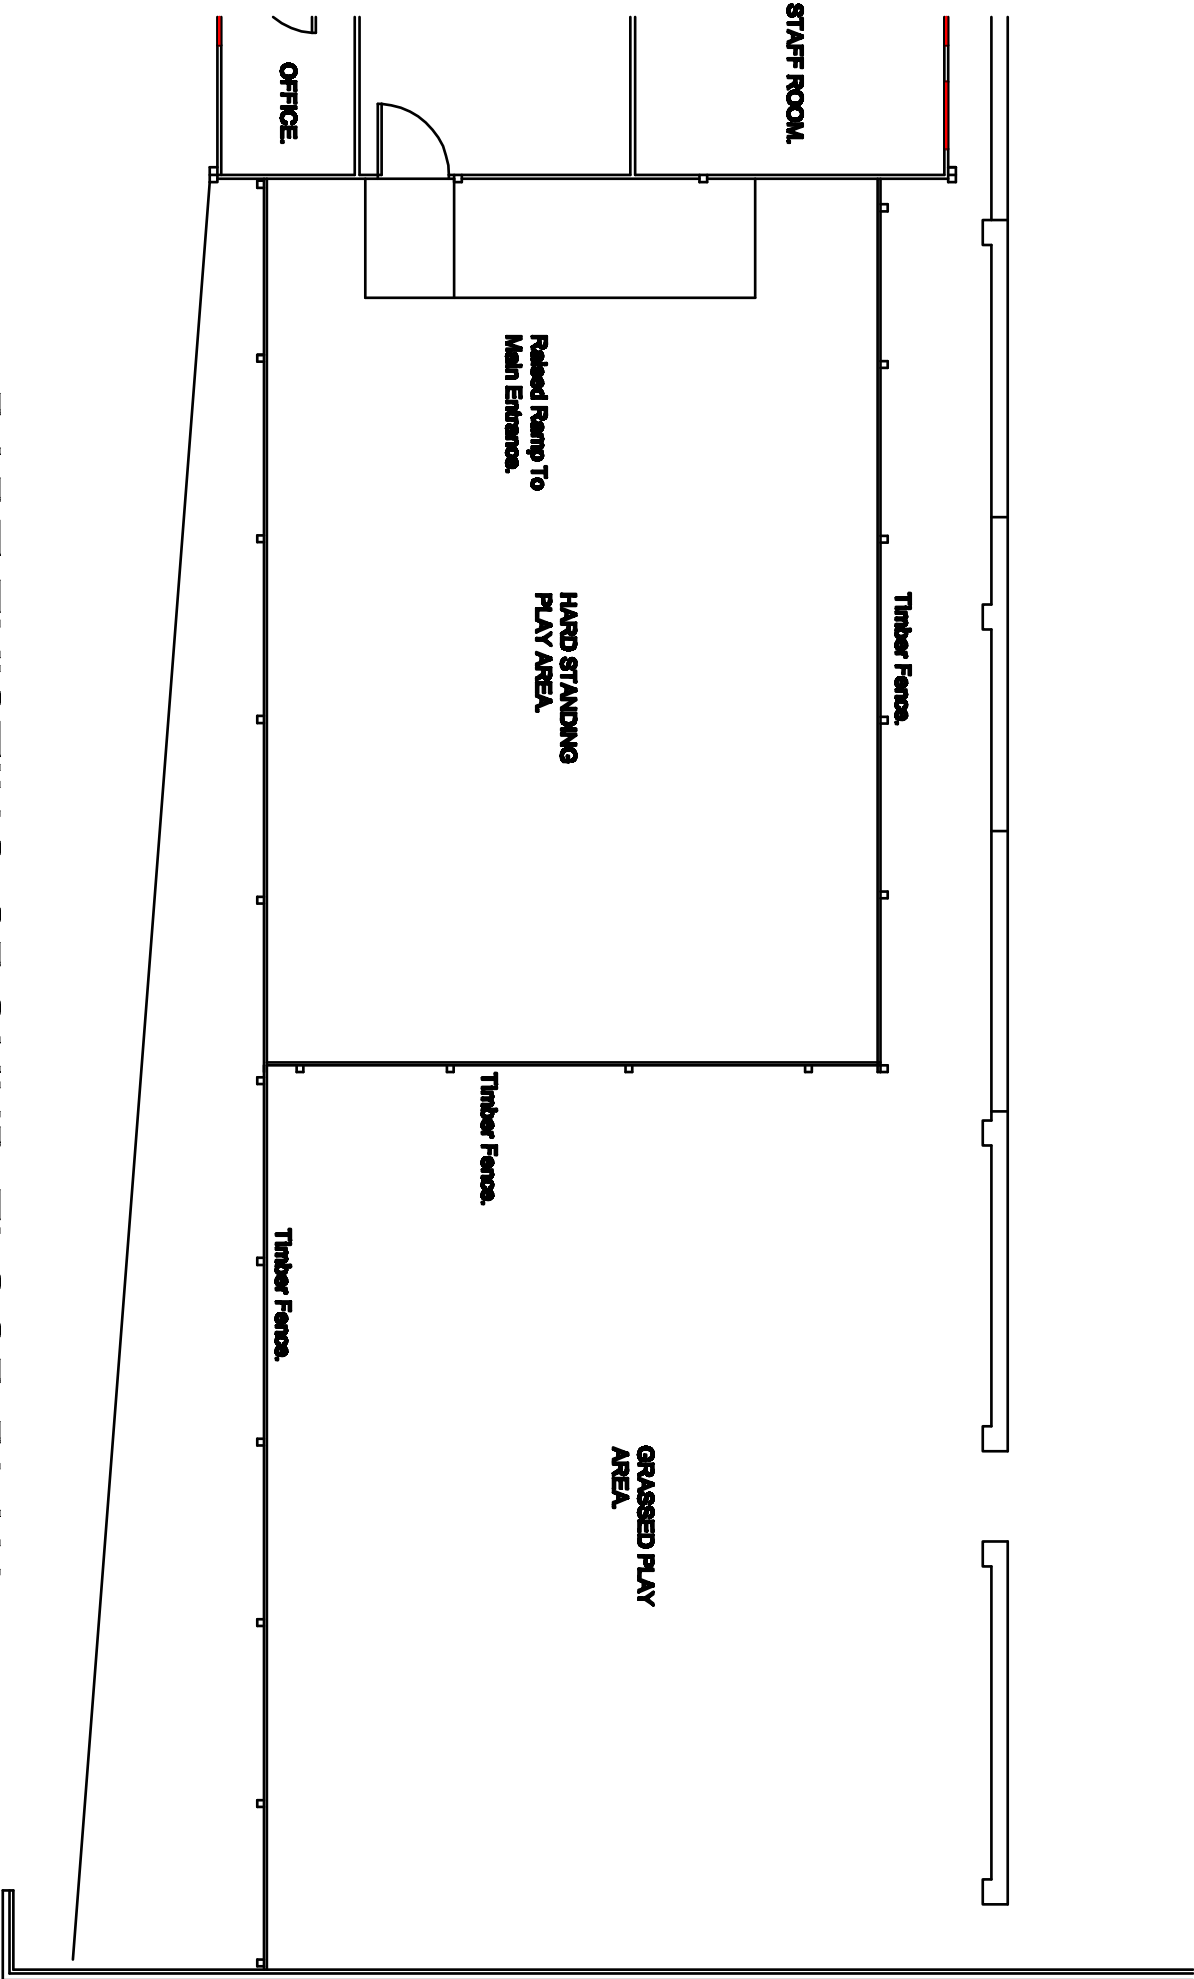 STAFF ROOM.
OFFICE.
Raised Ramp To
Main Entrance.
Timber Fence.
HARD STANDING
PLAY AREA.
Timber Fence.
Timber Fence.
GRASSED PLAY
AREA.